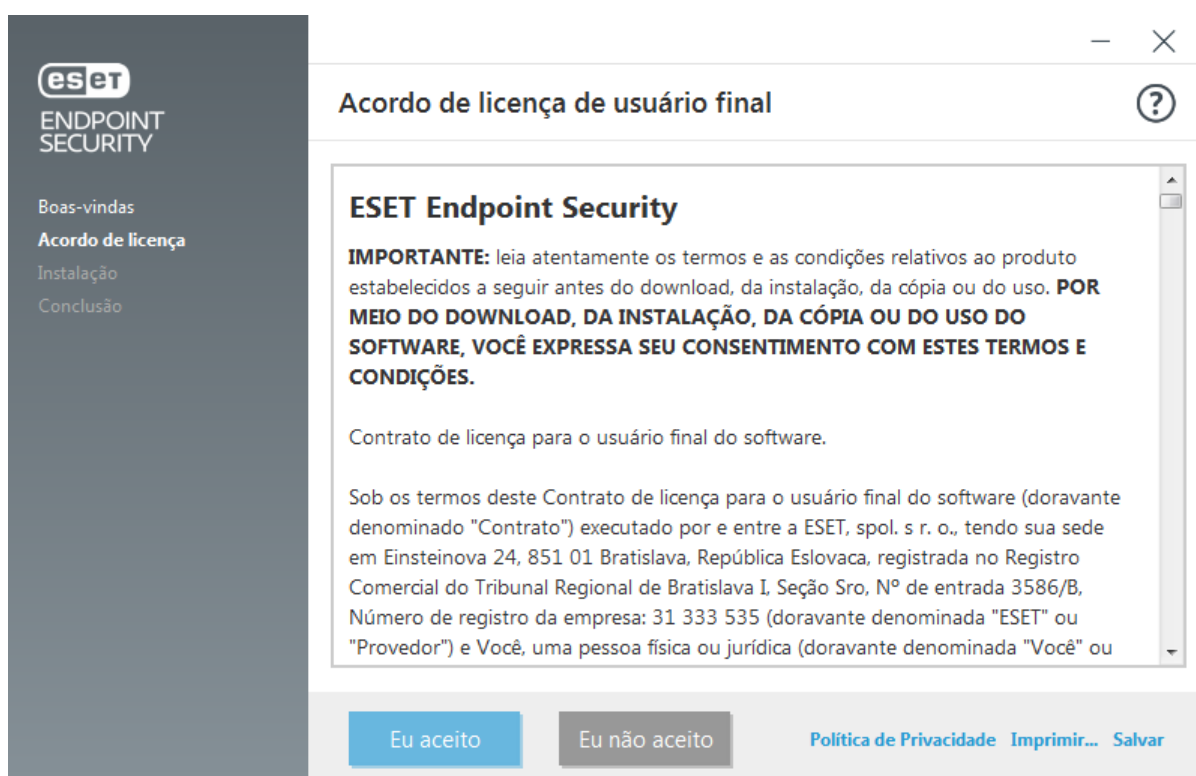 eseT
ENDPOINT
SECURITY
Boas-vindas
Acordo de licença
Instalação
Conclusão
Acordo de licença de usuário final
?
ESET Endpoint Security
IMPORTANTE: leia atentamente os termos e as condições relativos ao produto
estabelecidos a seguir antes do download, da instalação, da cópia ou do uso. POR
MEIO DO DOWNLOAD, DA INSTALAÇÃO, DA CÓPIA OU DO USO DO
SOFTWARE, VOCÊ EXPRESSA SEU CONSENTIMENTO COM ESTES TERMOS E
CONDIÇÕES.
Contrato de licença para o usuário final do software.
Sob os termos deste Contrato de licença para o usuário final do software (doravante
denominado "Contrato") executado por e entre a ESET, spol. s r. o., tendo sua sede
em Einsteinova 24, 851 01 Bratislava, República Eslovaca, registrada no Registro
Comercial do Tribunal Regional de Bratislava I, Seção Sro, Nº de entrada 3586/B,
Número de registro da empresa: 31 333 535 (doravante denominada "ESET" ou
"Provedor") e Você, uma pessoa física ou jurídica (doravante denominada "Você" ou
Eu aceito
Eu não aceito
Política de Privacidade Imprimir... Salvar